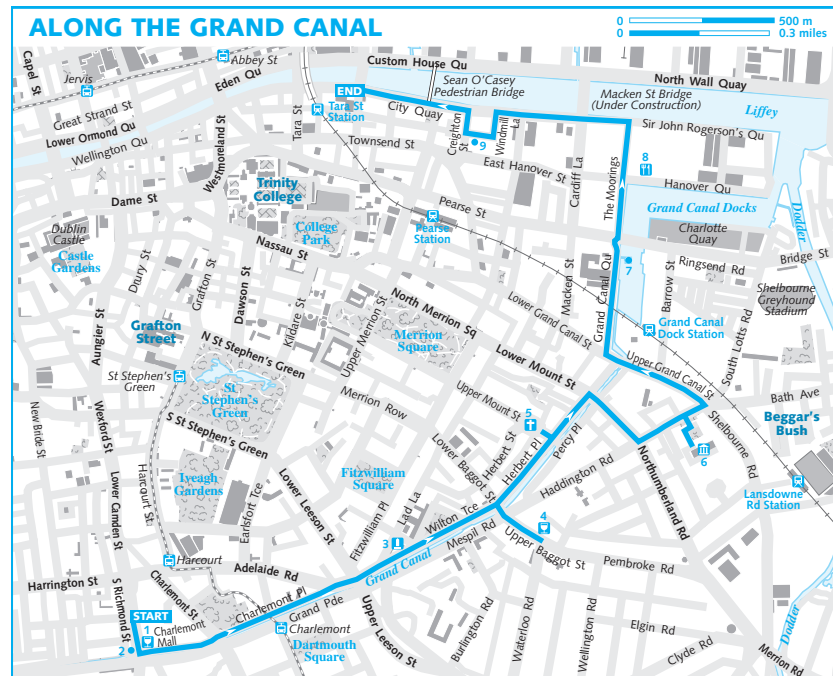 ALONG THE GRAND CANAL
0 500 m
0 0.3 miles
Capel St
Jervis
Abbey St
Eden Qu
Custom House Qu
Sean O'Casey
Pedestrian Bridge
North Wall Quay
Macken St Bridge
(Under Construction)
Liffey
Great Strand St
Lower Ormond Qu
Wellington Qu
END
Tara St
Station
Tara St
City Quay
Creighton
St
Windmill
La
Sir John Rogerson's Qu
Westmoreland St
Townsend St
9
East Hanover St
Cardiff La
The Moorings
8
Hanover Qu
Dame St
Trinity
College
College
Park
Pearse St
Pearse
Station
Grand Canal Docks
Charlotte
Quay
Dodder
Dublin
Castle
Castle
Gardens
Nassau St
Bridge St
Drury St
Grafton St
Dawson St
Kildare St
Upper Merrion St
North Merrion Sq
Merrion
Square
Lower Grand Canal St
Macken St
Grand Canal Qu
7
Ringsend Rd
Barrow St
South Lotts Rd
Shelbourne
Greyhound
Stadium
Aungier St
Grafton
Street
N St Stephen's Green
Lower Mount St
Grand Canal
Dock Station
Upper Grand Canal St
St Stephen's
Green
St
Stephen's
Green
Merrion Row
Upper Mount St
5
Bath Ave
New Bride St
Wexford St
S St Stephen's Green
Herbert St
Herbert Pl
Percy Pl
Shelbourne Rd
Beggar's
Bush
6
Harcourt St
Iveagh
Gardens
Fitzwilliam
Square
Lower Baggot St
Haddington Rd
Northumberland Rd
Lansdowne
Rd Station
Lower Camden St
Earlsfort Tce
Lower Leeson St
Fitzwilliam Pl
Lad La
Wilton Tce
4
3
Mespil Rd
Upper Baggot St
Harcourt
Adelaide Rd
Grand Canal
Pembroke Rd
Harrington St
S Richmond St
Charlemont St
START
1
Charlemont
Mall
2
Charlemont Pl
Grand Pde
Charlemont
Dartmouth
Square
Upper Leeson St
Burlington Rd
Waterloo Rd
Wellington Rd
Elgin Rd
Clyde Rd
Dodder
Merrion Rd